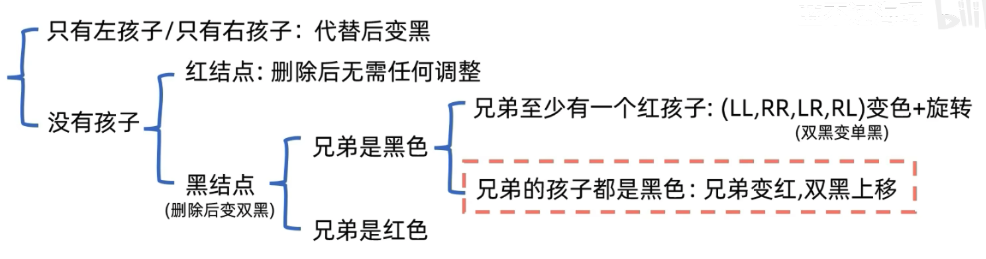 只有左孩子/只有右孩子：代替后变黑
红结点：删除后无需任何调整
没有孩子
兄弟至少有一个红孩子：(LL,RR,LR,RL)变色+旋转
(双黑变单黑)
兄弟是黑色
黑结点
(删除后变双黑)
兄弟的孩子都是黑色：兄弟变红,双黑上移
兄弟是红色